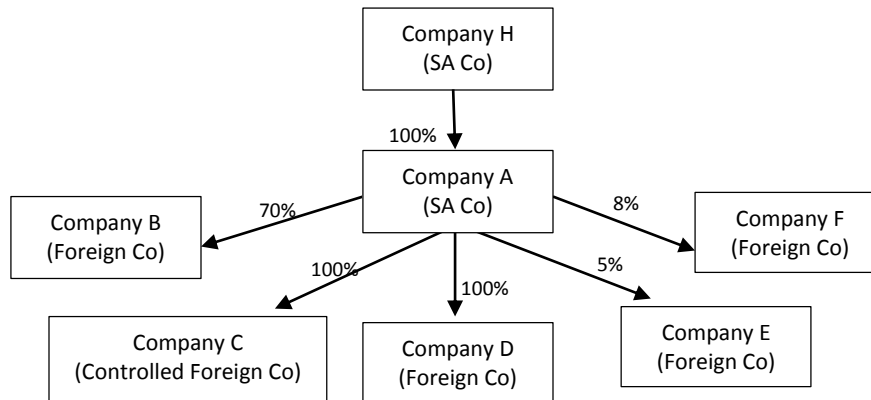 Company H
(SA Co)
100%
Company A
(SA Co)
70%
8%
Company B
(Foreign Co)
Company F
(Foreign Co)
100%
100%
5%
Company C
(Controlled Foreign Co)
Company D
(Foreign Co)
Company E
(Foreign Co)